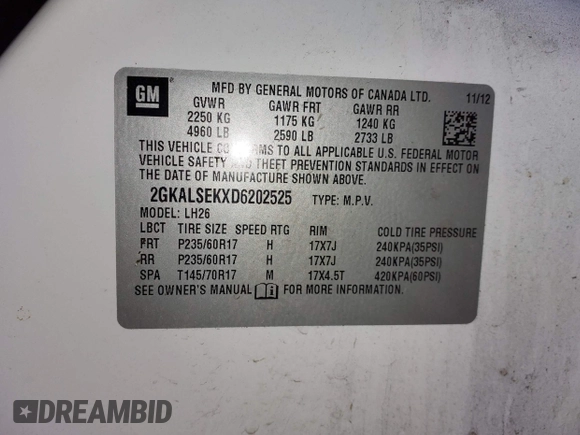 GM
MFD BY GENERAL MOTORS OF CANADA LTD. 11/12
GVWR GAWR FRT GAWR RR
2250 KG 1175 KG 1240 KG
4960 LB 2590 LB 2733 LB
THIS VEHICLE CONFORMS TO ALL APPLICABLE U.S. FEDERAL MOTOR
VEHICLE SAFETY AND THEFT PREVENTION STANDARDS IN EFFECT ON
THE DATE OF MANUFACTURE SHOWN ABOVE.
2GKALSEKXD6202525 TYPE: M.P.V.
MODEL: LH26
LBCT TIRE SIZE SPEED RTG RIM COLD TIRE PRESSURE
FRT P235/60R17 H 17X7J 240KPA(35PSI)
RR P235/60R17 H 17X7J 240KPA(35PSI)
SPA T145/70R17 M 17X4.5T 420KPA(60PSI)
SEE OWNER'S MANUAL FOR MORE INFORMATION.
DREAMBID